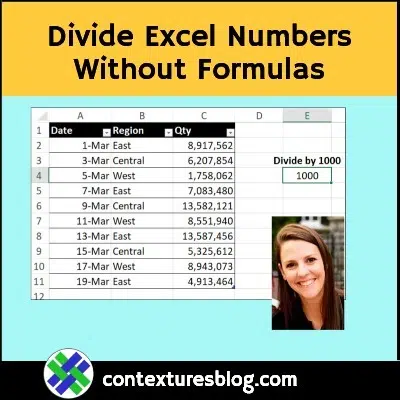 Divide Excel Numbers
Without Formulas
A B C D E
1 Date Region Qty
2 1-Mar East 8,917,562
3 3-Mar Central 6,207,854 Divide by 1000
4 5-Mar West 1,758,062 1000
5 7-Mar East 7,083,480
6 9-Mar Central 13,582,121
7 11-Mar West 8,551,940
8 13-Mar East 13,587,456
9 15-Mar Central 5,325,612
10 17-Mar West 8,943,073
11 19-Mar East 4,913,464
12
contexturesblog.com